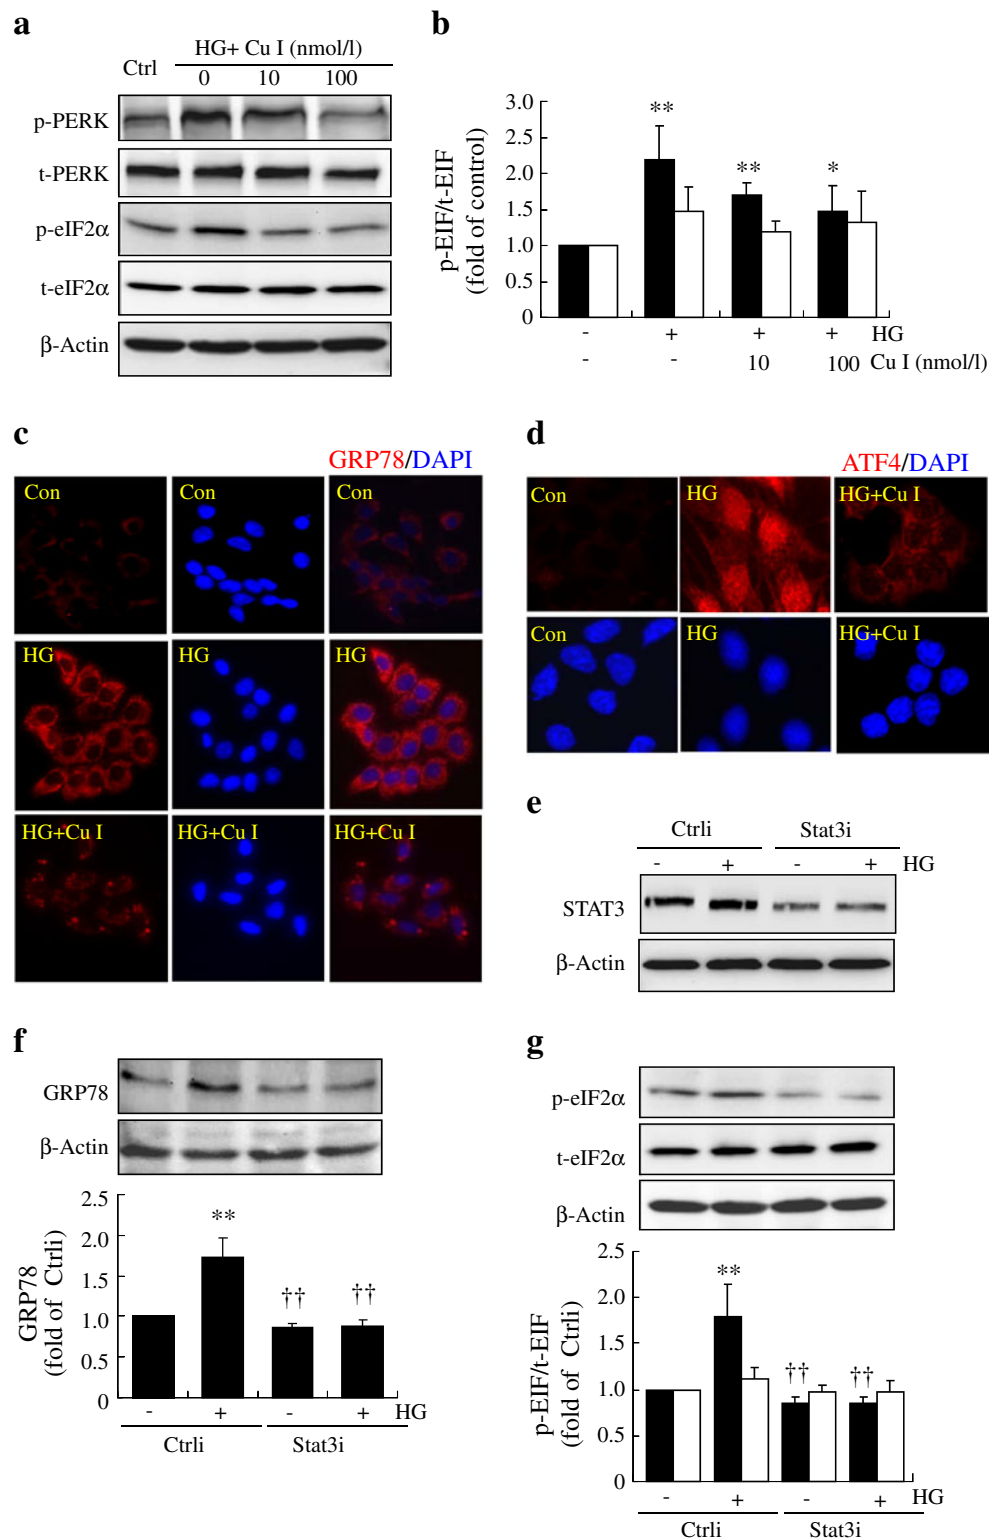 a
HG+ Cu I (nmol/l)
Ctrl
0 10 100
p-PERK
t-PERK
p-eIF2α
t-eIF2α
β-Actin
b
p-EIF/t-EIF
(fold of control)
3.0
2.5
2.0
1.5
1.0
0.5
0
** ** *
- + + + HG
- - 10 100 Cu I (nmol/l)
c
GRP78/DAPI
Con Con Con
HG HG HG
HG+Cu I HG+Cu I HG+Cu I
d
ATF4/DAPI
Con HG HG+Cu I
Con HG HG+Cu I
e
Ctrli Stat3i
- + - + HG
STAT3
β-Actin
f
GRP78
β-Actin
GRP78
(fold of Ctrli)
2.5
2.0
1.5
1.0
0.5
0
** †† ††
- + - + HG
Ctrli Stat3i
g
p-eIF2α
t-eIF2α
β-Actin
p-EIF/t-EIF
(fold of Ctrli)
2.5
2.0
1.5
1.0
0.5
0
** †† ††
- + - + HG
Ctrli Stat3i